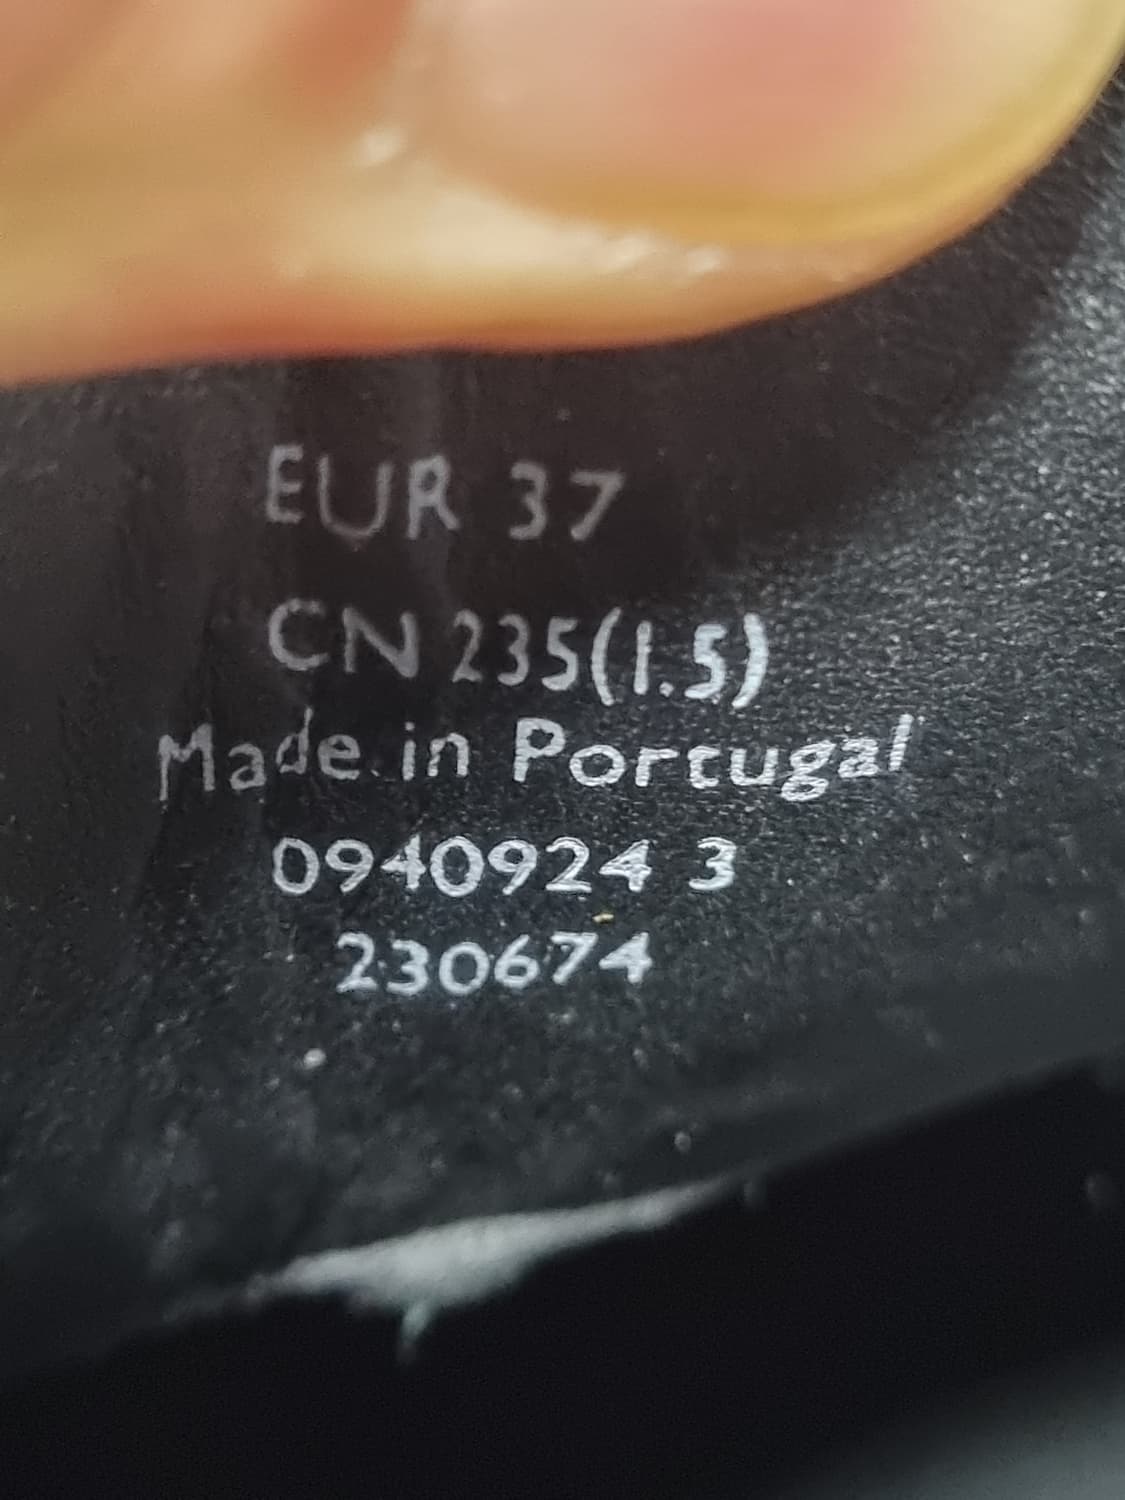 EUR 37
CN 235(1.5)
Made in Portugal
0940924 3
230674